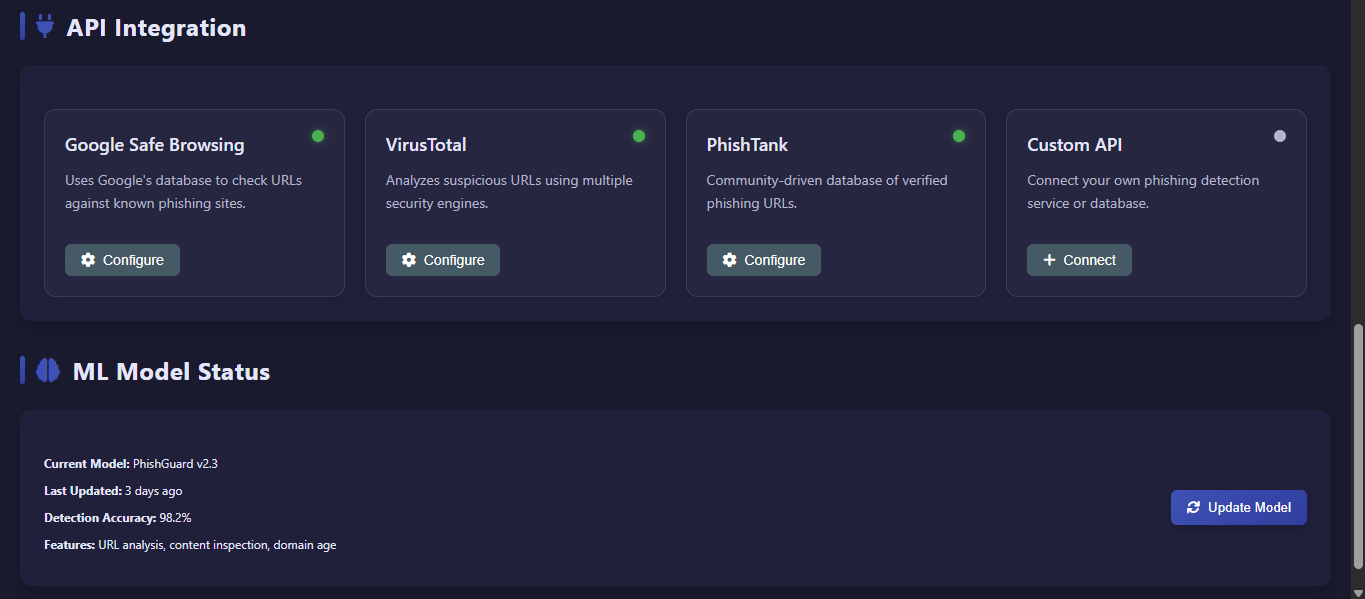 API Integration
Google Safe Browsing
Uses Google's database to check URLs
against known phishing sites.
Configure
VirusTotal
Analyzes suspicious URLs using multiple
security engines.
Configure
PhishTank
Community-driven database of verified
phishing URLs.
Configure
Custom API
Connect your own phishing detection
service or database.
Connect
ML Model Status
Current Model: PhishGuard v2.3
Last Updated: 3 days ago
Detection Accuracy: 98.2%
Features: URL analysis, content inspection, domain age
Update Model